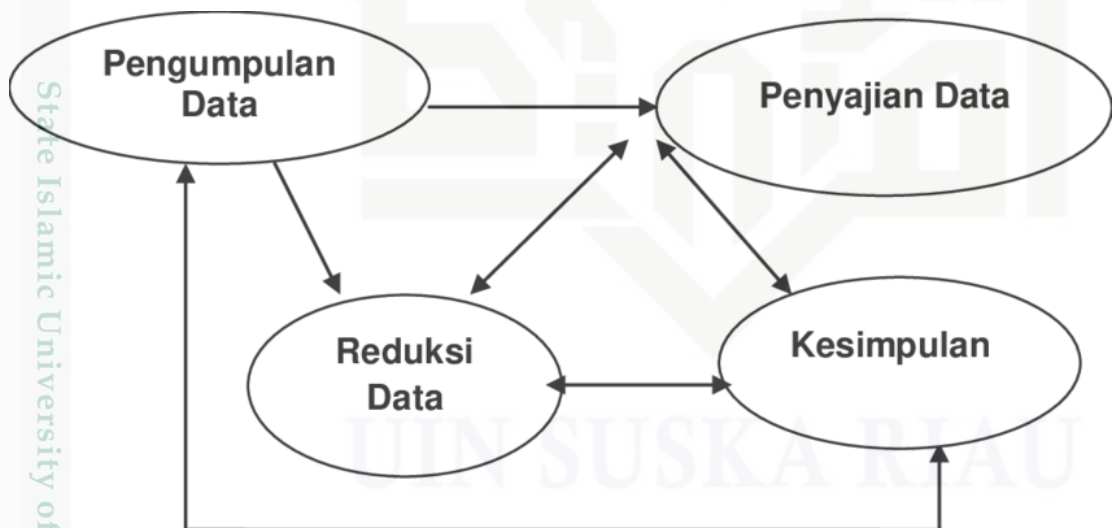 Pengumpulan
Data
Penyajian Data
Reduksi
Data
Kesimpulan
State Islamic University of
UIN SUSKA RIAU